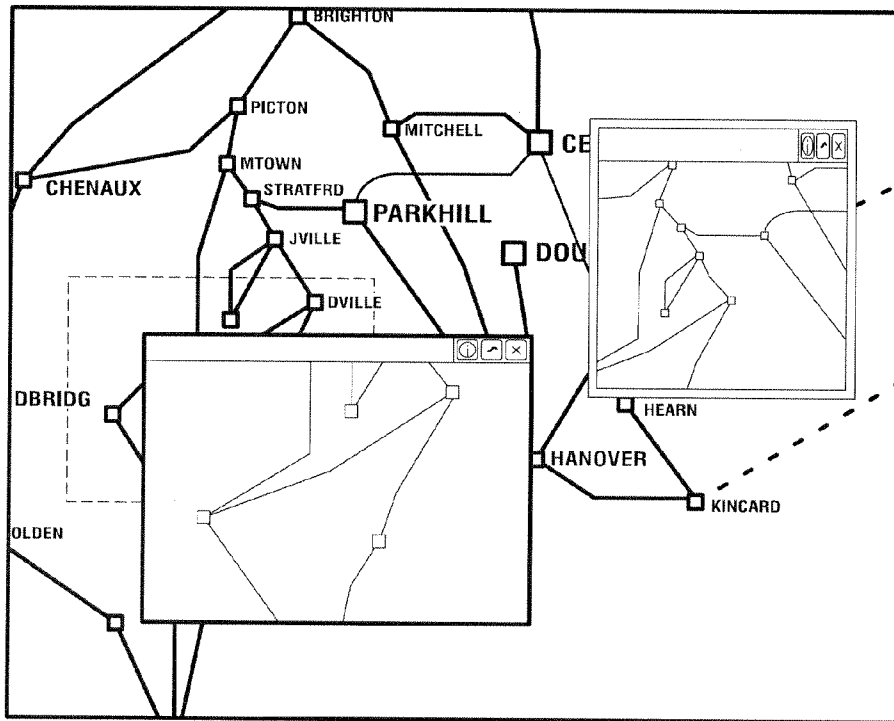 BRIGHTON
PICTON
MITCHELL
CE
MTOWN
CHENAUX
STRATFRD
PARKHILL
JVILLE
DOU
DVILLE
DBRIDG
HEARN
HANOVER
KINCARD
OLDEN